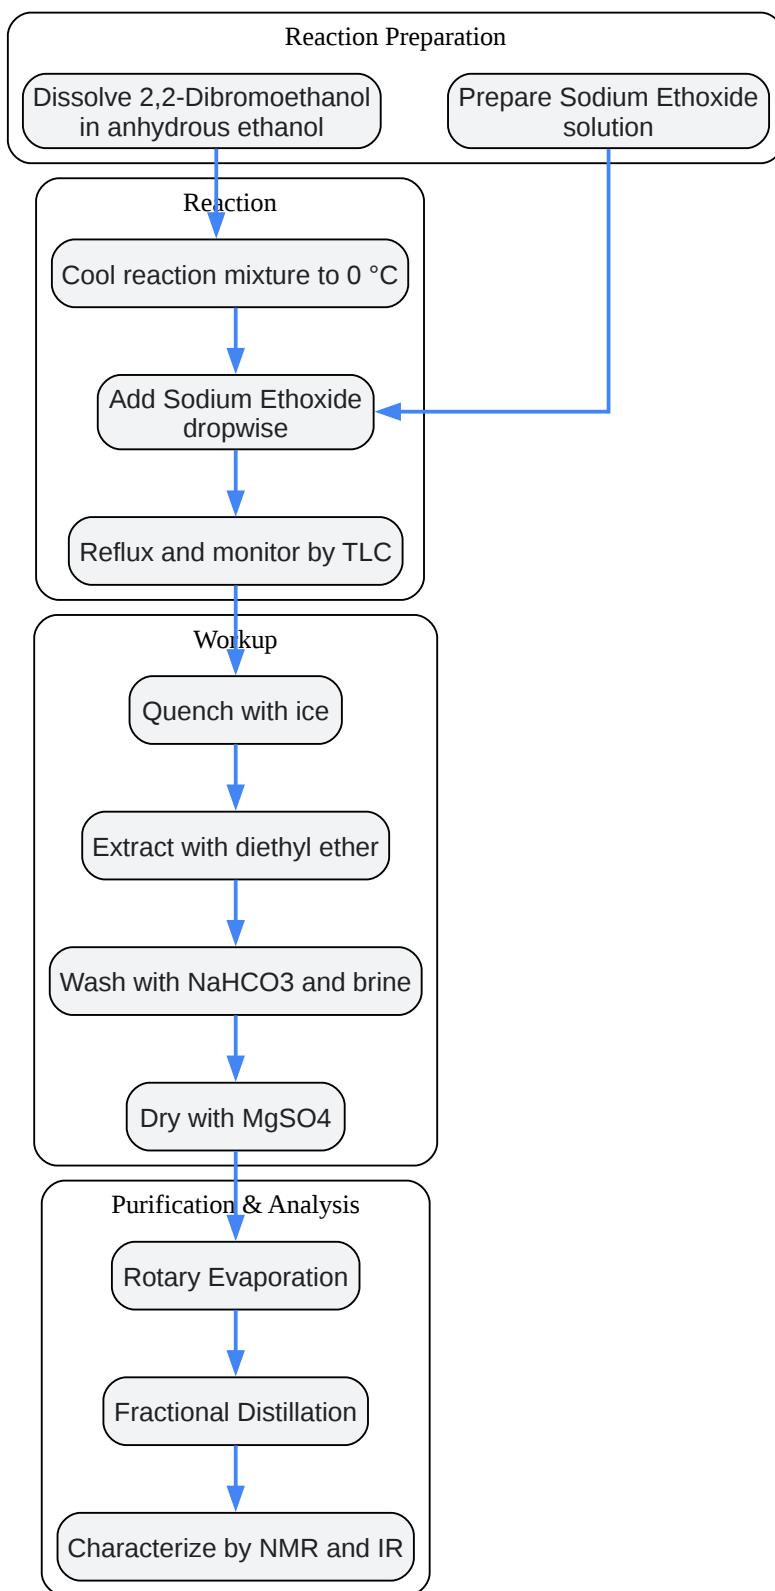 Reaction Preparation
Dissolve 2,2-Dibromoethanol
in anhydrous ethanol
Prepare Sodium Ethoxide
solution
Reaction
Cool reaction mixture to 0 °C
Add Sodium Ethoxide
dropwise
Reflux and monitor by TLC
Workup
Quench with ice
Extract with diethyl ether
Wash with NaHCO3 and brine
Dry with MgSO4
Purification & Analysis
Rotary Evaporation
Fractional Distillation
Characterize by NMR and IR